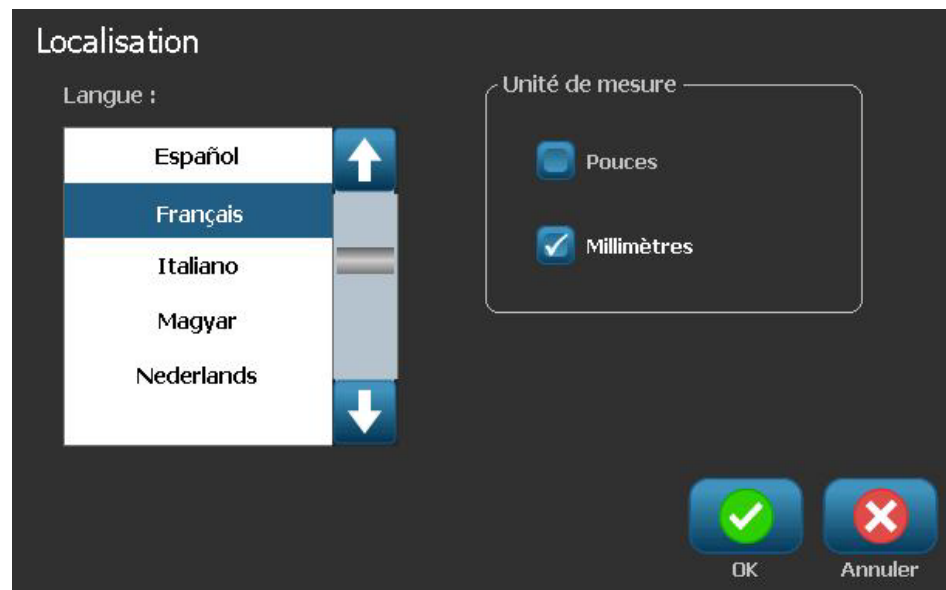 Localisation
Langue :
Español
Français
Italiano
Magyar
Nederlands
Unité de mesure
Pouces
Millimètres
OK
Annuler